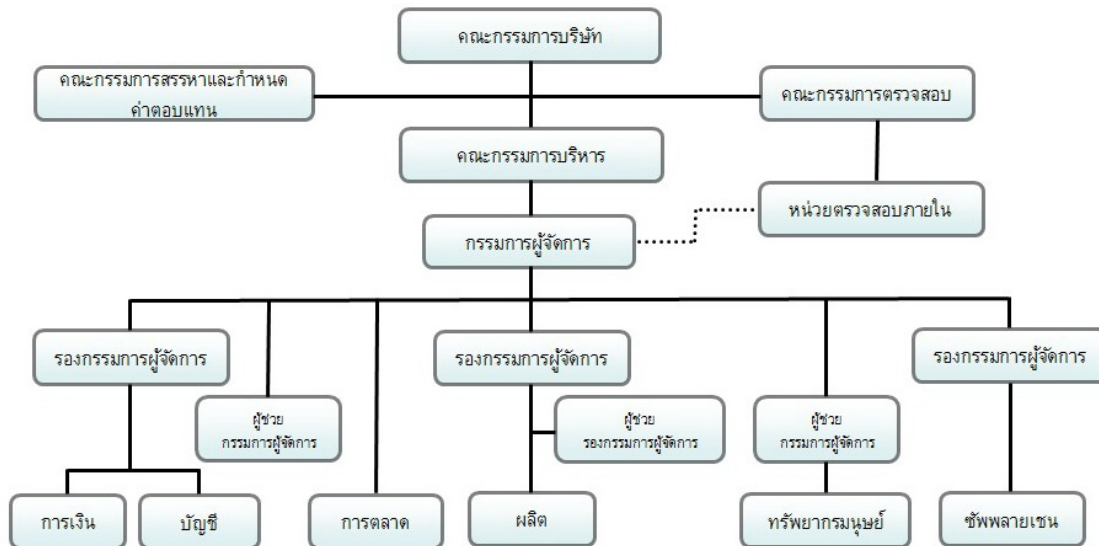 คณะกรรมการบริษัท
คณะกรรมการสรรหาและกำหนด
ค่าตอบแทน
คณะกรรมการตรวจสอบ
คณะกรรมการบริหาร
หน่วยตรวจสอบภายใน
กรรมการผู้จัดการ
รองกรรมการผู้จัดการ
รองกรรมการผู้จัดการ
รองกรรมการผู้จัดการ
ผู้ช่วย
กรรมการผู้จัดการ
ผู้ช่วย
รองกรรมการผู้จัดการ
ผู้ช่วย
กรรมการผู้จัดการ
การเงิน
บัญชี
การตลาด
ผลิต
ทรัพยากรมนุษย์
ซัพพลายเชน